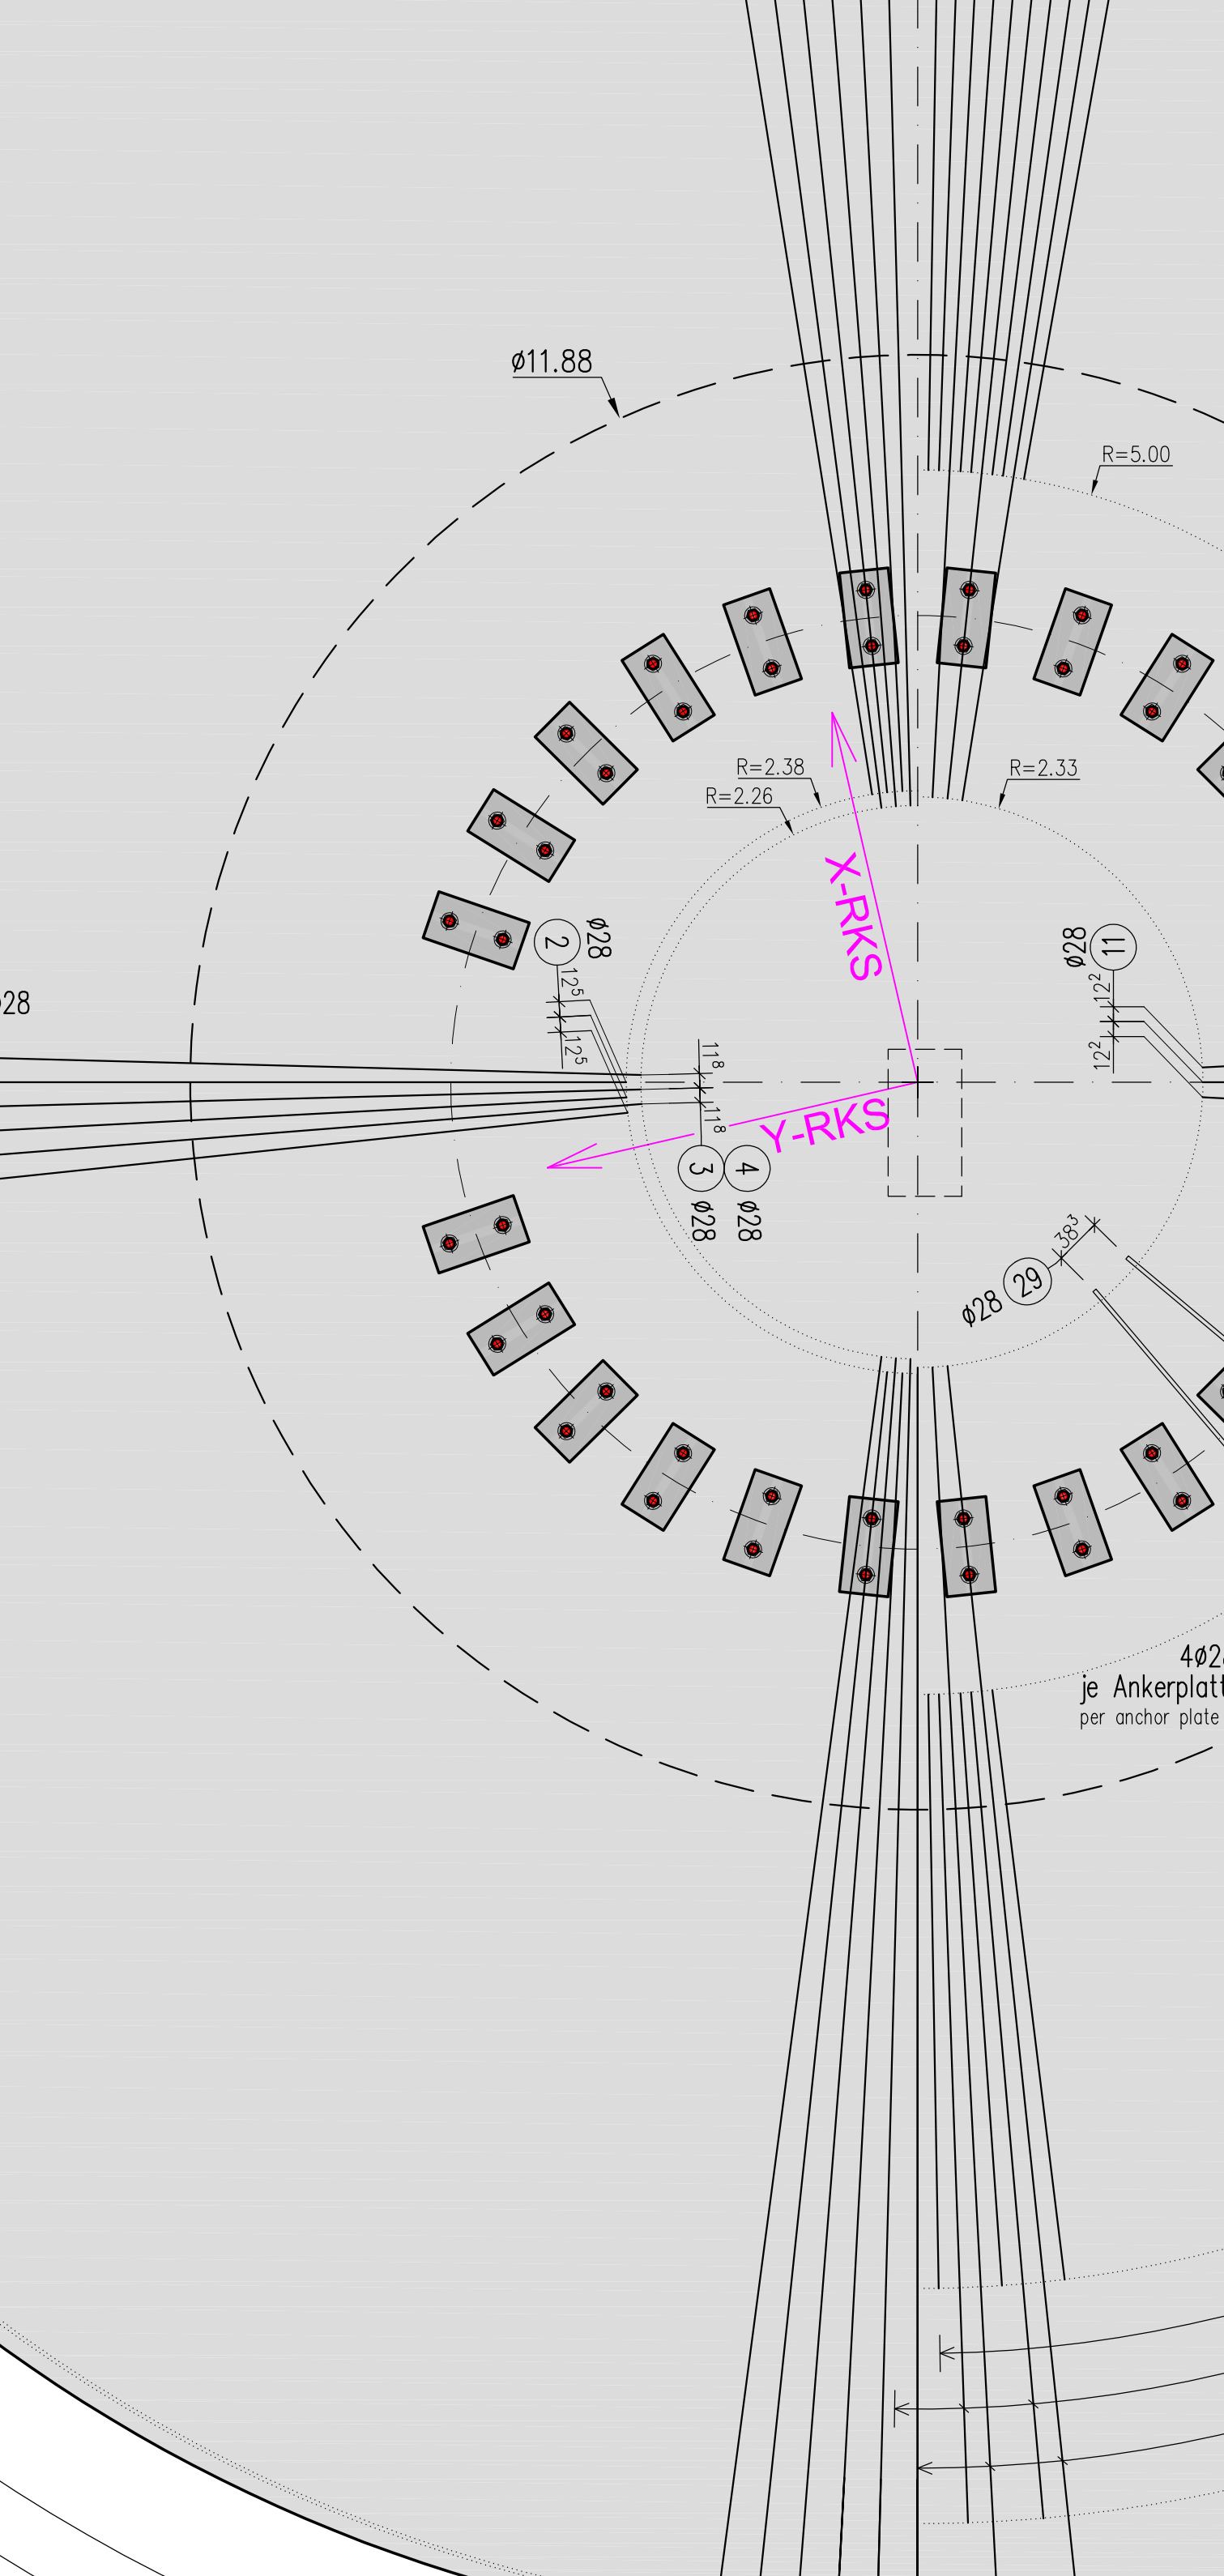 ø11.88
R=5.00
R=2.38
R=2.33
R=2.26
X-RKS
2
ø28
12⁵
12⁵
ø28
11
12²
12²
ø28
11⁸
11⁸
Y-RKS
3
4
ø28
ø28
38³
29
ø28
je
per anchor plate